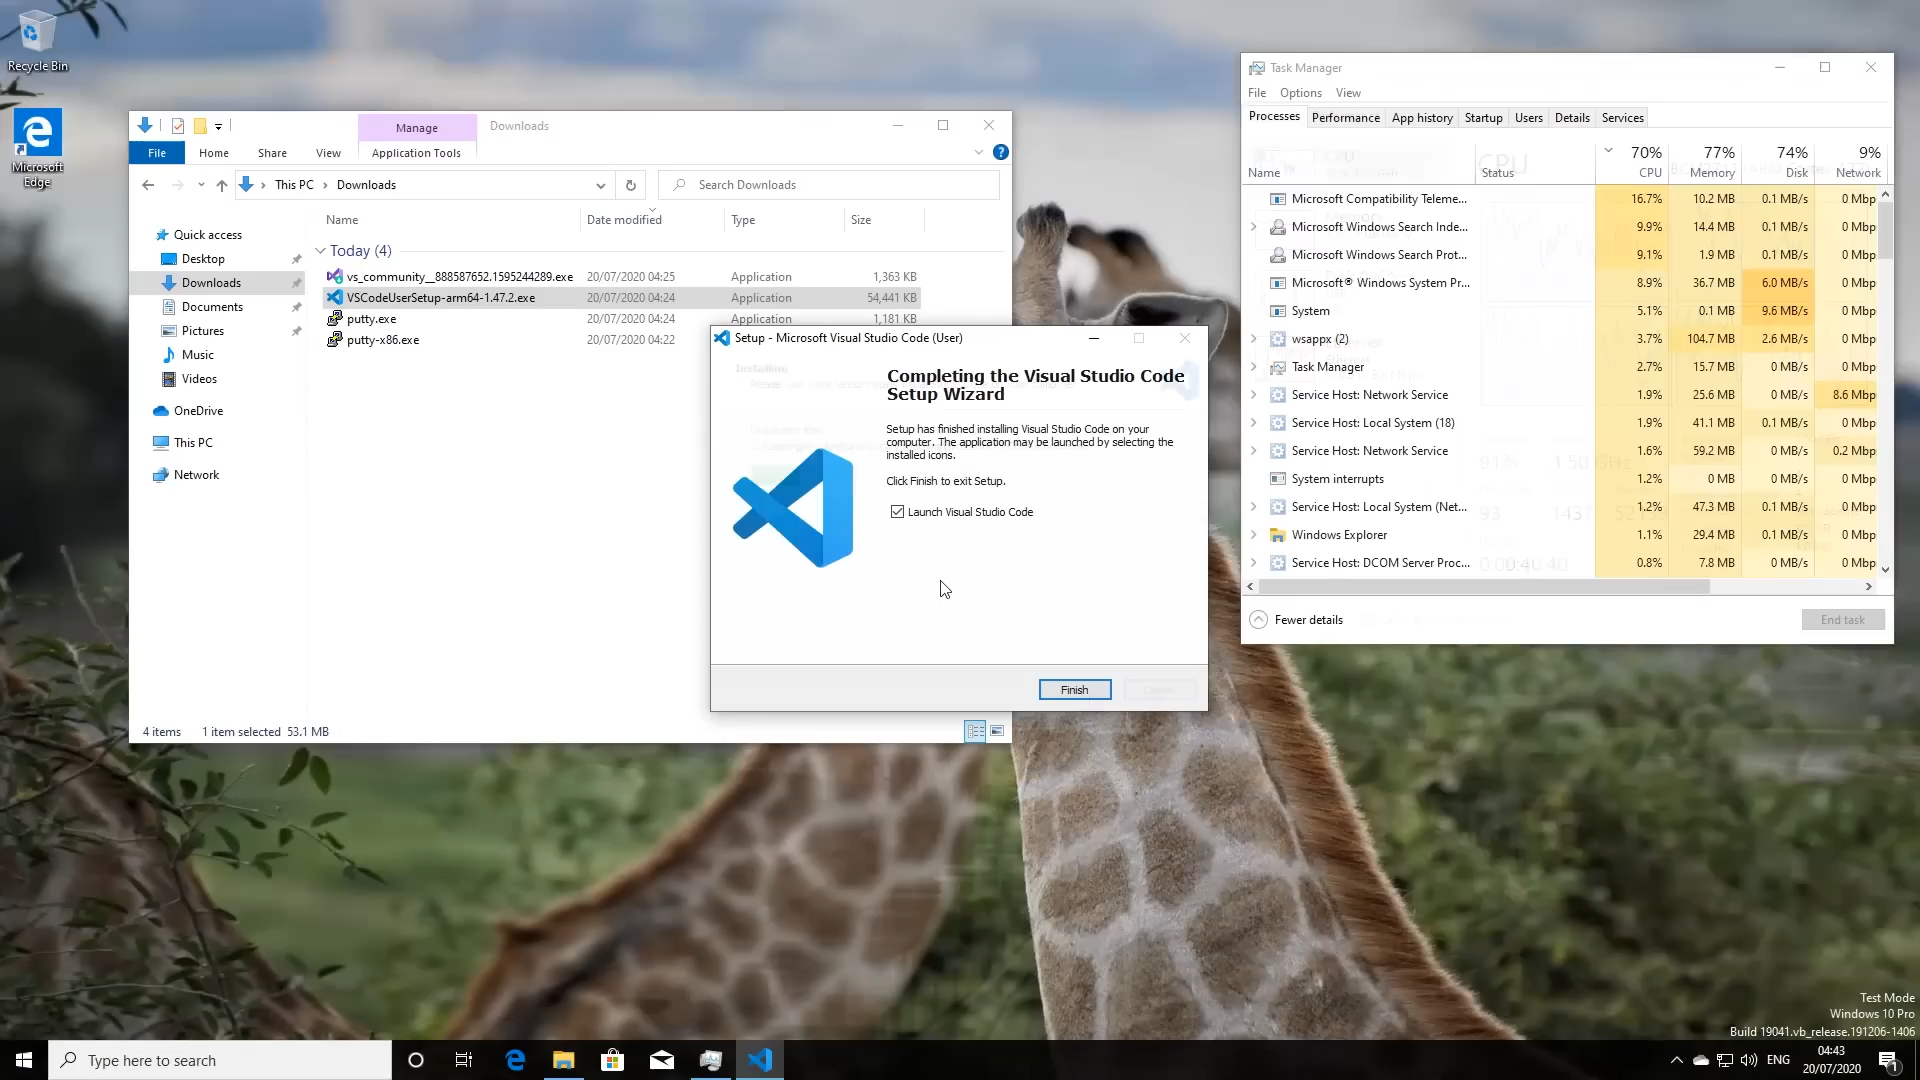 Recycle Bin
Microsoft
Edge
Manage
Downloads
File
Home
Share
View
Application Tools
This PC
Downloads
Search Downloads
Name
Date modified
Type
Size
Quick access
Desktop
Downloads
Documents
Pictures
Music
Videos
OneDrive
This PC
Network
Today (4)
vs_community__888587652.1595244289.exe 20/07/2020 04:25 Application 1,363 KB
VSCodeUserSetup-arm64-1.47.2.exe 20/07/2020 04:24 Application 54,441 KB
putty.exe 20/07/2020 04:24 Application 1,181 KB
putty-x86.exe 20/07/2020 04:22
4 items 1 item selected 53.1 MB
Setup - Microsoft Visual Studio Code (User)
Completing the Visual Studio Code
Setup Wizard
Setup has finished installing Visual Studio Code on your
computer. The application may be launched by selecting the
installed icons.
Click Finish to exit Setup.
Launch Visual Studio Code
Finish
Task Manager
File Options View
Processes Performance App history Startup Users Details Services
70% 77% 74% 9%
Name Status CPU Memory Disk Network
Microsoft Compatibility Teleme... 16.7% 10.2 MB 0.1 MB/s 0 Mbp
Microsoft Windows Search Inde... 9.9% 14.4 MB 0.1 MB/s 0 Mbp
Microsoft Windows Search Prot... 9.1% 1.9 MB 0.1 MB/s 0 Mbp
Microsoft® Windows System Pr... 8.9% 36.7 MB 6.0 MB/s 0 Mbp
System 5.1% 0.1 MB 9.6 MB/s 0 Mbp
wsappx (2) 3.7% 104.7 MB 2.6 MB/s 0 Mbp
Task Manager 2.7% 15.7 MB 0 MB/s 0 Mbp
Service Host: Network Service 1.9% 25.6 MB 0 MB/s 8.6 Mbp
Service Host: Local System (18) 1.9% 41.1 MB 0.1 MB/s 0 Mbp
Service Host: Network Service 1.6% 59.2 MB 0 MB/s 0.2 Mbp
System interrupts 1.2% 0 MB 0 MB/s 0 Mbp
Service Host: Local System (Net... 1.2% 47.3 MB 0.1 MB/s 0 Mbp
Windows Explorer 1.1% 29.4 MB 0.1 MB/s 0 Mbp
Service Host: DCOM Server Proc... 0.8% 7.8 MB 0 MB/s 0 Mbp
Fewer details
End task
Test Mode
Windows 10 Pro
Build 19041.vb_release.191206-1406
Type here to search
ENG
04:43
20/07/2020
1